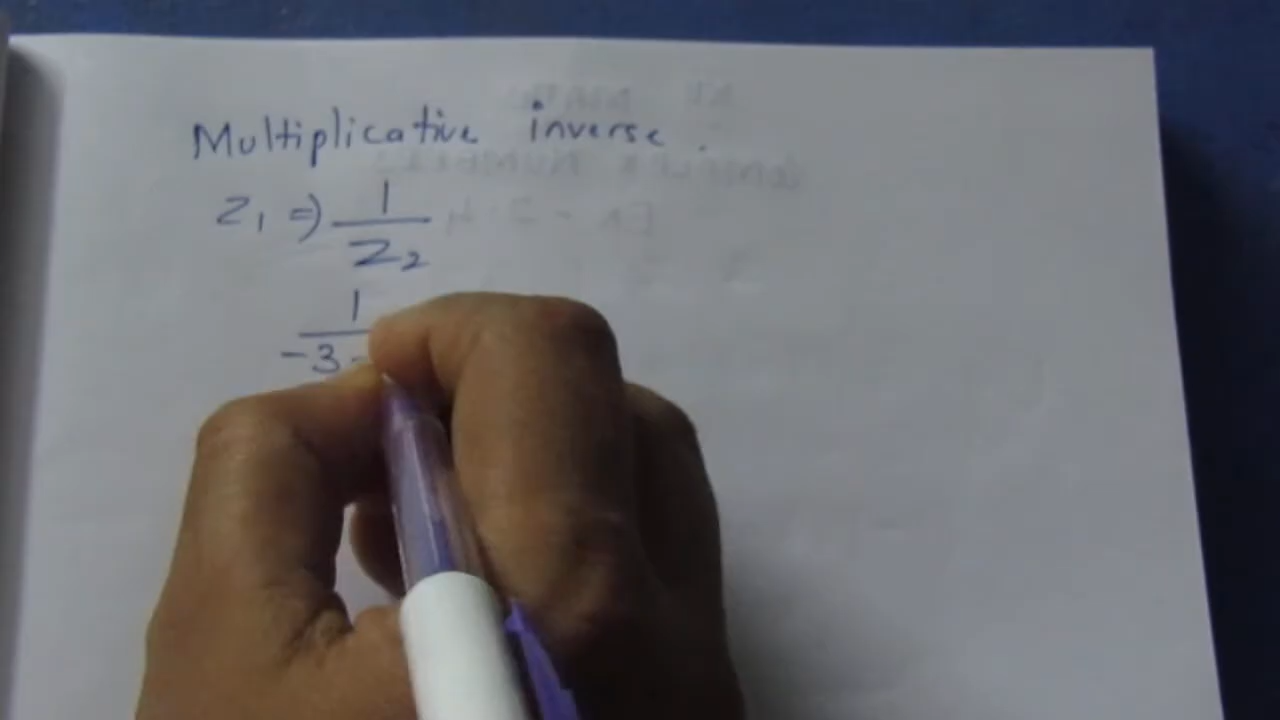 Multiplicative inverse.
Z₁ ⇒ 1/Z₂
1/-3 -